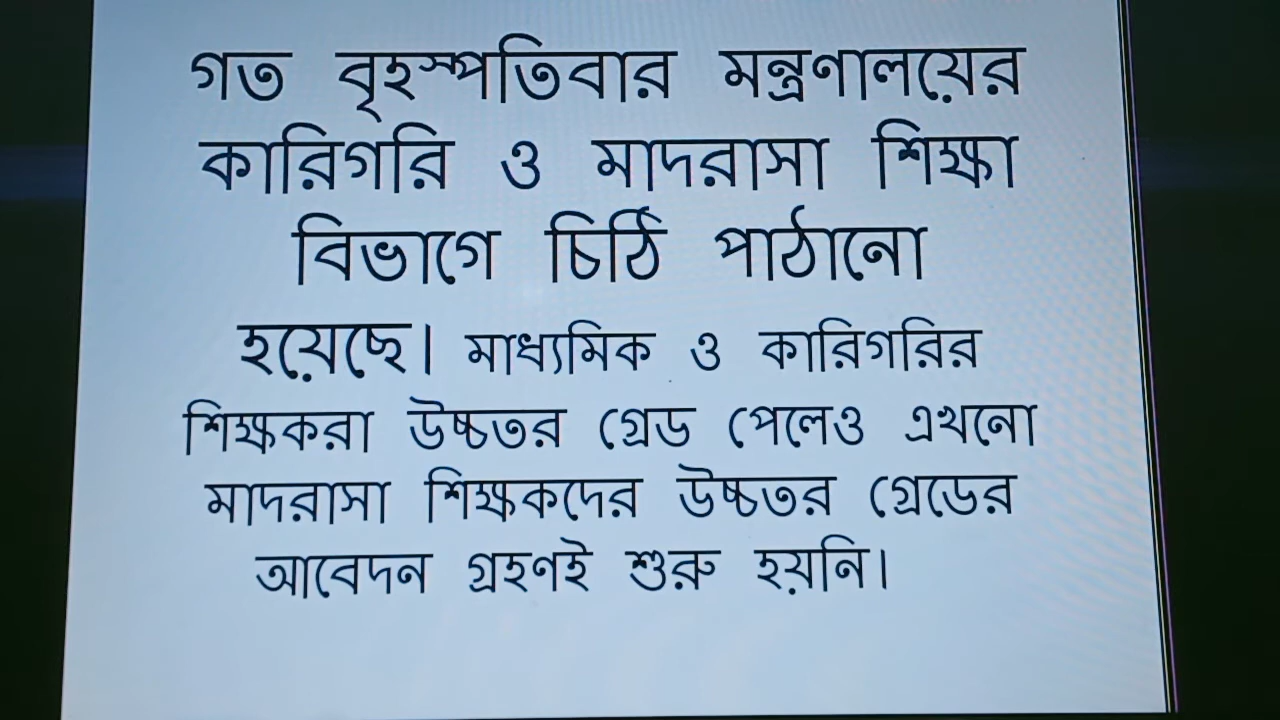 গত বৃহস্পতিবার মন্ত্রণালয়ের
কারিগরি ও মাদরাসা শিক্ষা
বিভাগে চিঠি পাঠানো
হয়েছে। মাধ্যমিক ও কারিগরির
শিক্ষকরা উচ্চতর গ্রেড পেলেও এখনো
মাদরাসা শিক্ষকদের উচ্চতর গ্রেডের
আবেদন গ্রহণই শুরু হয়নি।